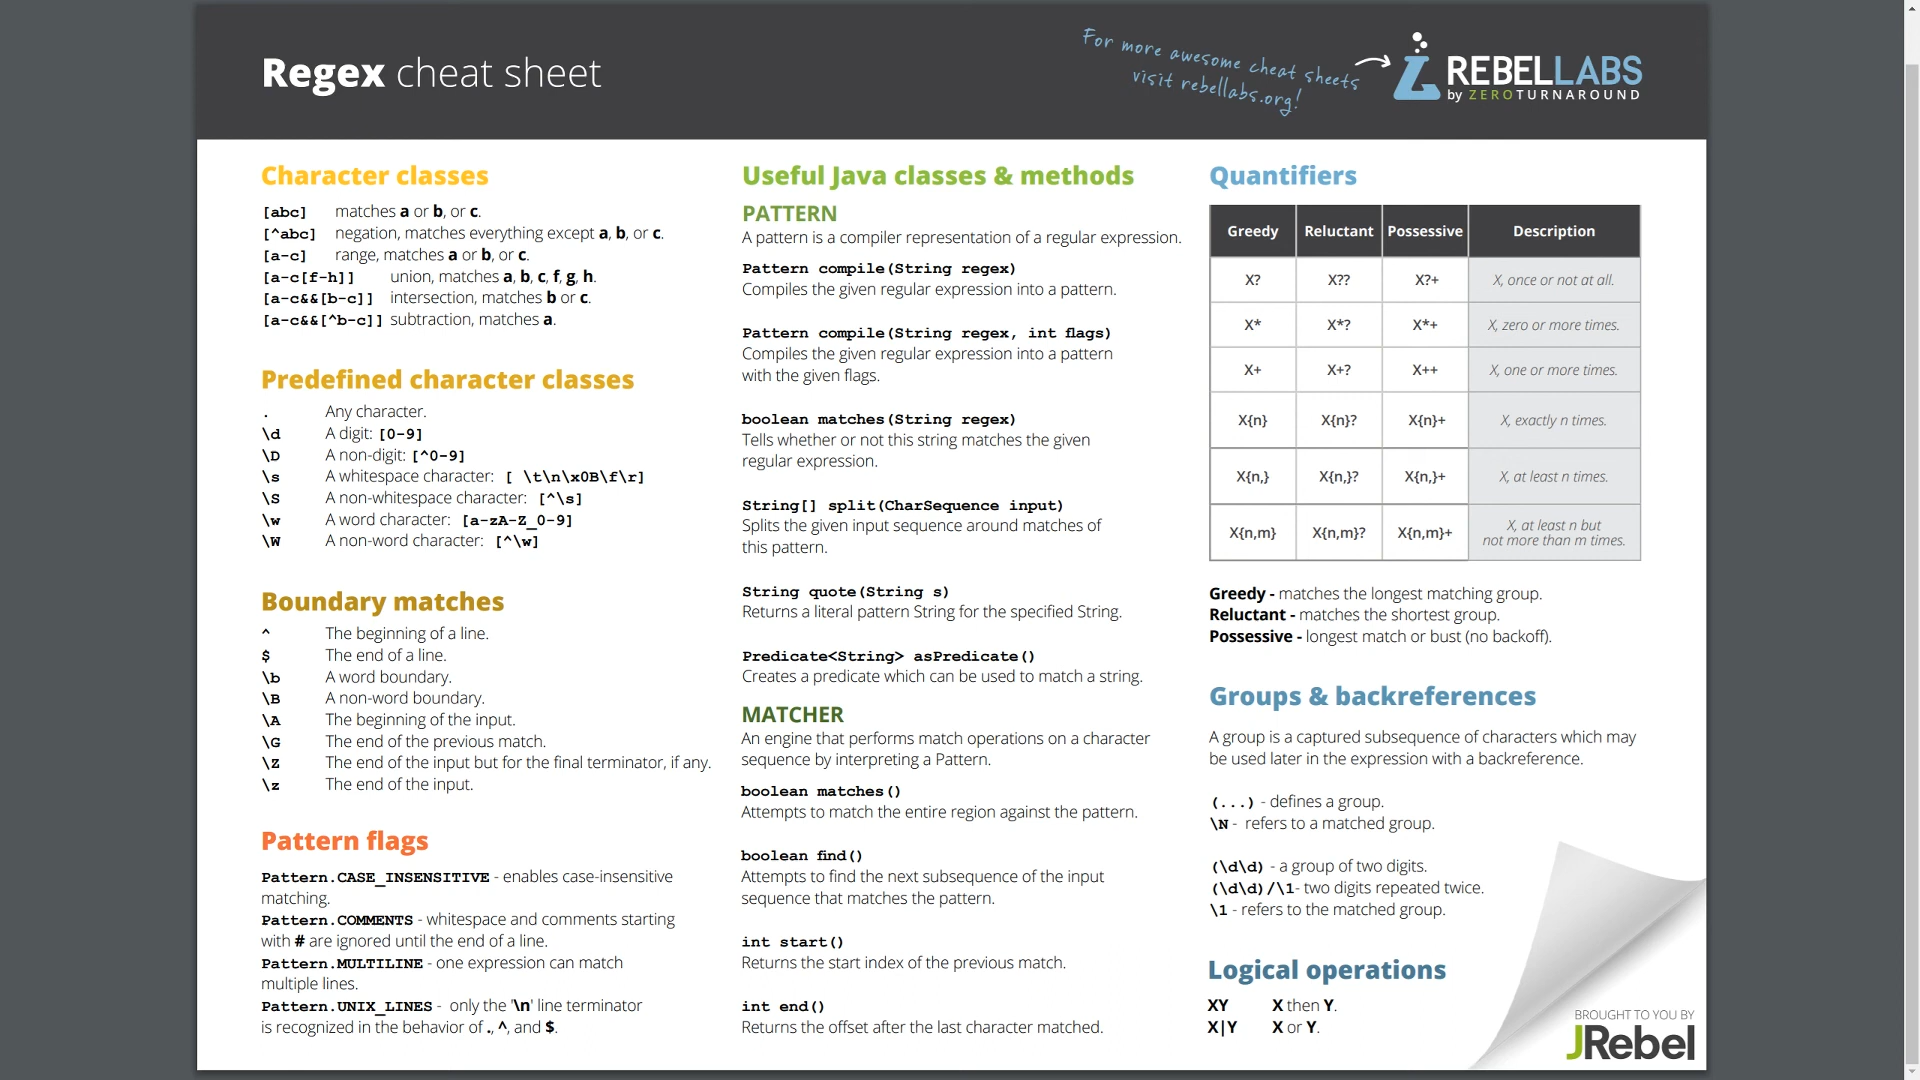 Regex cheat sheet
For more awesome cheat sheets
visit rebellabs.org!
REBELLABS
by ZEROTURNAROUND
Character classes
[abc] matches a or b, or c.
[^abc] negation, matches everything except a, b, or c.
[a-c] range, matches a or b, or c.
[a-c[f-h]] union, matches a, b, c, f, g, h.
[a-c&&[b-c]] intersection, matches b or c.
[a-c&&[^b-c]] subtraction, matches a.
Predefined character classes
. Any character.
\d A digit: [0-9]
\D A non-digit: [^0-9]
\s A whitespace character: [ \t\n\x0B\f\r]
\S A non-whitespace character: [^\s]
\w A word character: [a-zA-Z_0-9]
\W A non-word character: [^\w]
Boundary matches
^ The beginning of a line.
$ The end of a line.
\b A word boundary.
\B A non-word boundary.
\A The beginning of the input.
\G The end of the previous match.
\Z The end of the input but for the final terminator, if any.
\z The end of the input.
Pattern flags
Pattern.CASE_INSENSITIVE - enables case-insensitive
matching.
Pattern.COMMENTS - whitespace and comments starting
with # are ignored until the end of a line.
Pattern.MULTILINE - one expression can match
multiple lines.
Pattern.UNIX_LINES - only the '\n' line terminator
is recognized in the behavior of ., ^, and $.
Useful Java classes & methods
PATTERN
A pattern is a compiler representation of a regular expression.
Pattern compile(String regex)
Compiles the given regular expression into a pattern.
Pattern compile(String regex, int flags)
Compiles the given regular expression into a pattern
with the given flags.
boolean matches(String regex)
Tells whether or not this string matches the given
regular expression.
String[] split(CharSequence input)
Splits the given input sequence around matches of
this pattern.
String quote(String s)
Returns a literal pattern String for the specified String.
Predicate<String> asPredicate()
Creates a predicate which can be used to match a string.
MATCHER
An engine that performs match operations on a character
sequence by interpreting a Pattern.
boolean matches()
Attempts to match the entire region against the pattern.
boolean find()
Attempts to find the next subsequence of the input
sequence that matches the pattern.
int start()
Returns the start index of the previous match.
int end()
Returns the offset after the last character matched.
Quantifiers
Greedy Reluctant Possessive Description
X? X?? X?+ X, once or not at all.
X* X*? X*+ X, zero or more times.
X+ X+? X++ X, one or more times.
X{n} X{n}? X{n}+ X, exactly n times.
X{n,} X{n,}? X{n,}+ X, at least n times.
X{n,m} X{n,m}? X{n,m}+ X, at least n but
not more than m times.
Greedy - matches the longest matching group.
Reluctant - matches the shortest group.
Possessive - longest match or bust (no backoff).
Groups & backreferences
A group is a captured subsequence of characters which may
be used later in the expression with a backreference.
(...) - defines a group.
\N - refers to a matched group.
(\d\d) - a group of two digits.
(\d\d)/\1- two digits repeated twice.
\1 - refers to the matched group.
Logical operations
XY X then Y.
X|Y X or Y.
BROUGHT TO YOU BY
JRebel